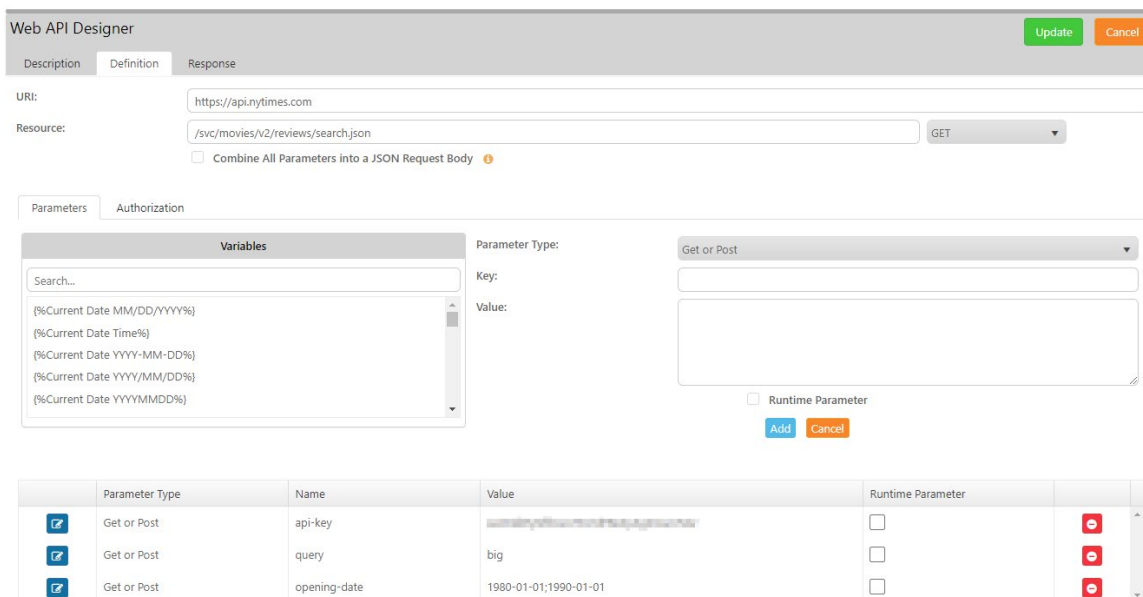 Web API Designer
Update
Cancel
Description
Definition
Response
URI:
https://api.nytimes.com
Resource:
/svc/movies/v2/reviews/search.json
GET
Combine All Parameters into a JSON Request Body
Parameters
Authorization
Variables
Search...
{%Current Date MM/DD/YYYY%}
{%Current Date Time%}
{%Current Date YYYY-MM-DD%}
{%Current Date YYYY/MM/DD%}
{%Current Date YYYYMMDD%}
Parameter Type:
Get or Post
Key:
Value:
Runtime Parameter
Add
Cancel
Parameter Type Name Value Runtime Parameter
Get or Post api-key
Get or Post query big
Get or Post opening-date 1980-01-01;1990-01-01